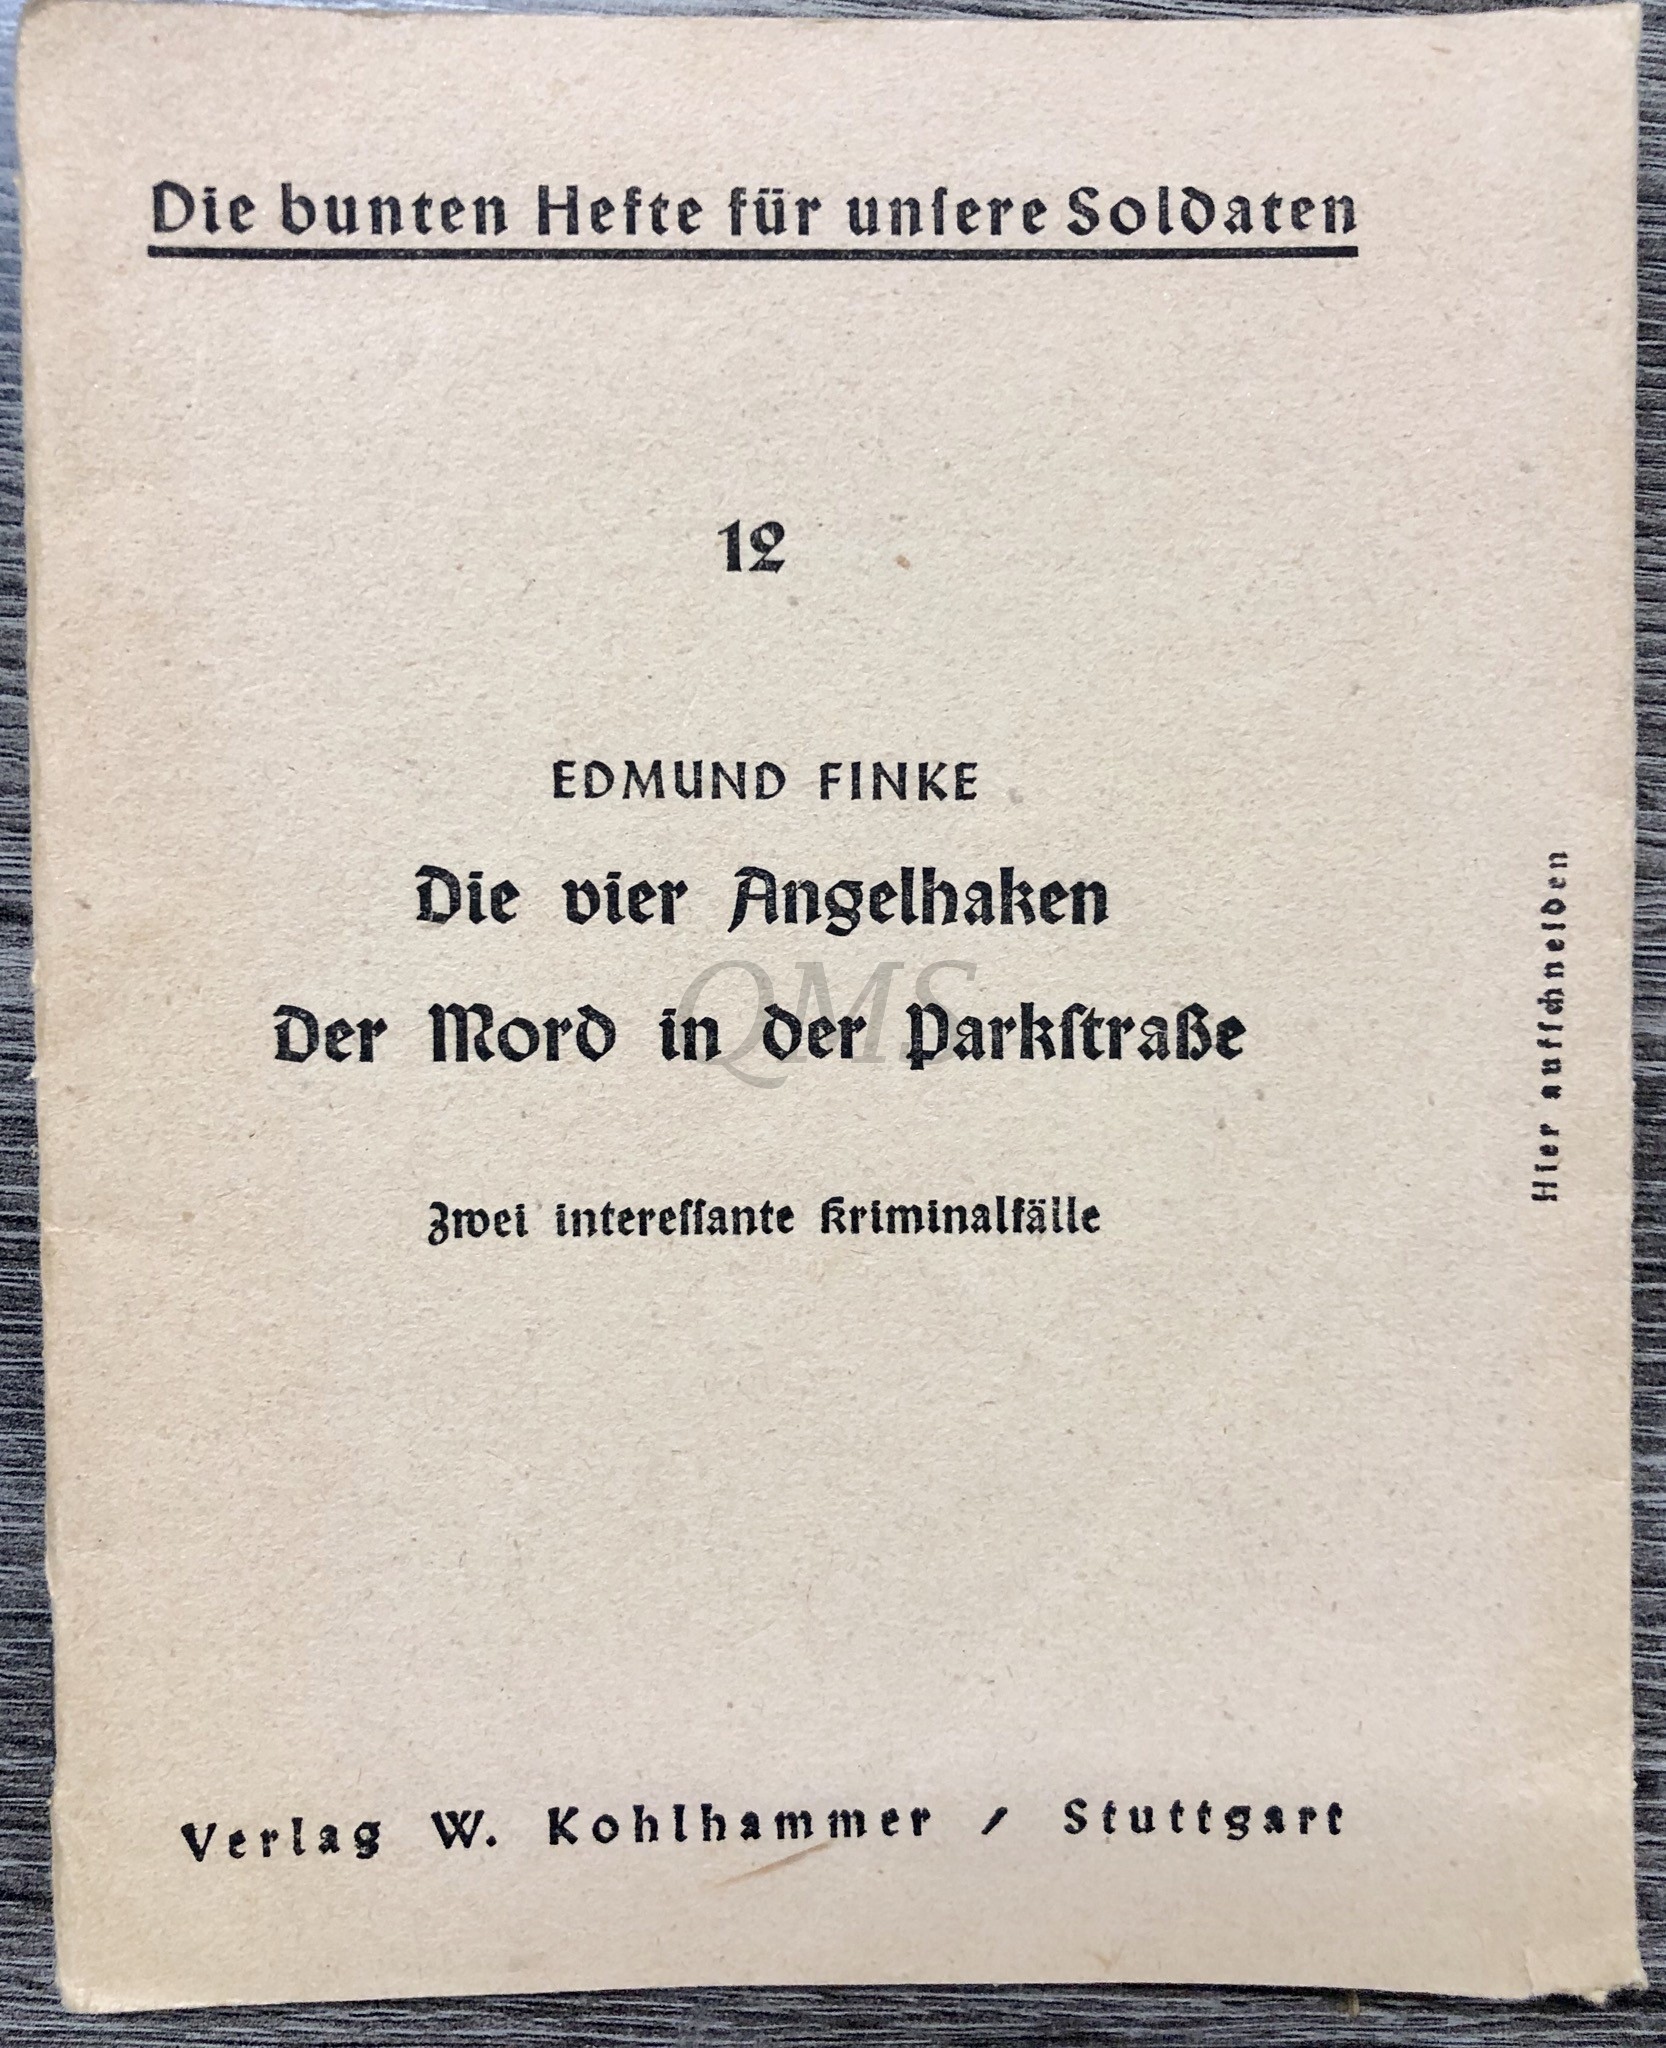 Die bunten Hefte für unſere Soldaten
12
EDMUND FINKE
Die vier Angelhaken
Der Mord in der Parkſtraße
QMS
Zwei intereſſante Kriminalfälle
Hier aufſchneiden
Verlag W. Kohlhammer / Stuttgart